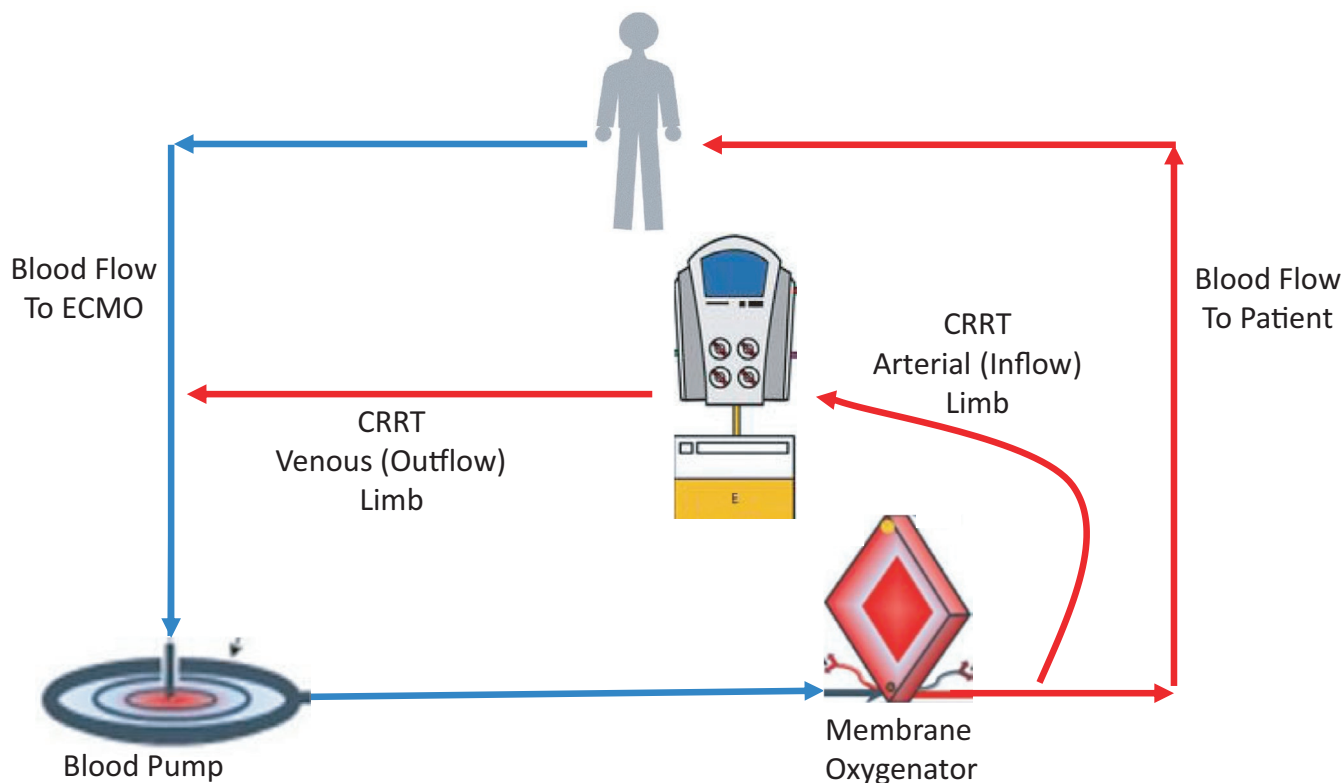 Blood Flow
To ECMO
Blood Flow
To Patient
CRRT
Arterial (Inflow)
Limb
CRRT
Venous (Outflow)
Limb
E
Membrane
Oxygenator
Blood Pump